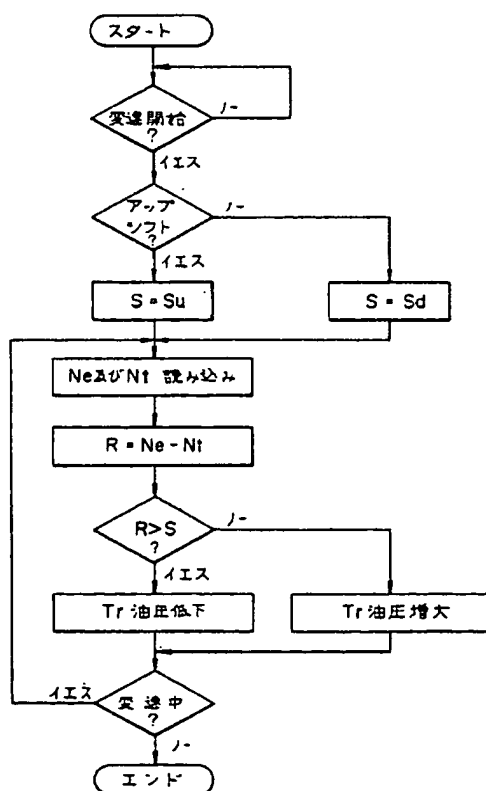 スタート
変速開始
?
ノー
イエス
アップ
シフト
?
ノー
イエス
S = Su
S = Sd
Ne及びNt 読み込み
R = Ne − Nt
R>S
?
ノー
イエス
Tr 油圧低下
Tr 油圧増大
イエス
変速中
?
ノー
エンド